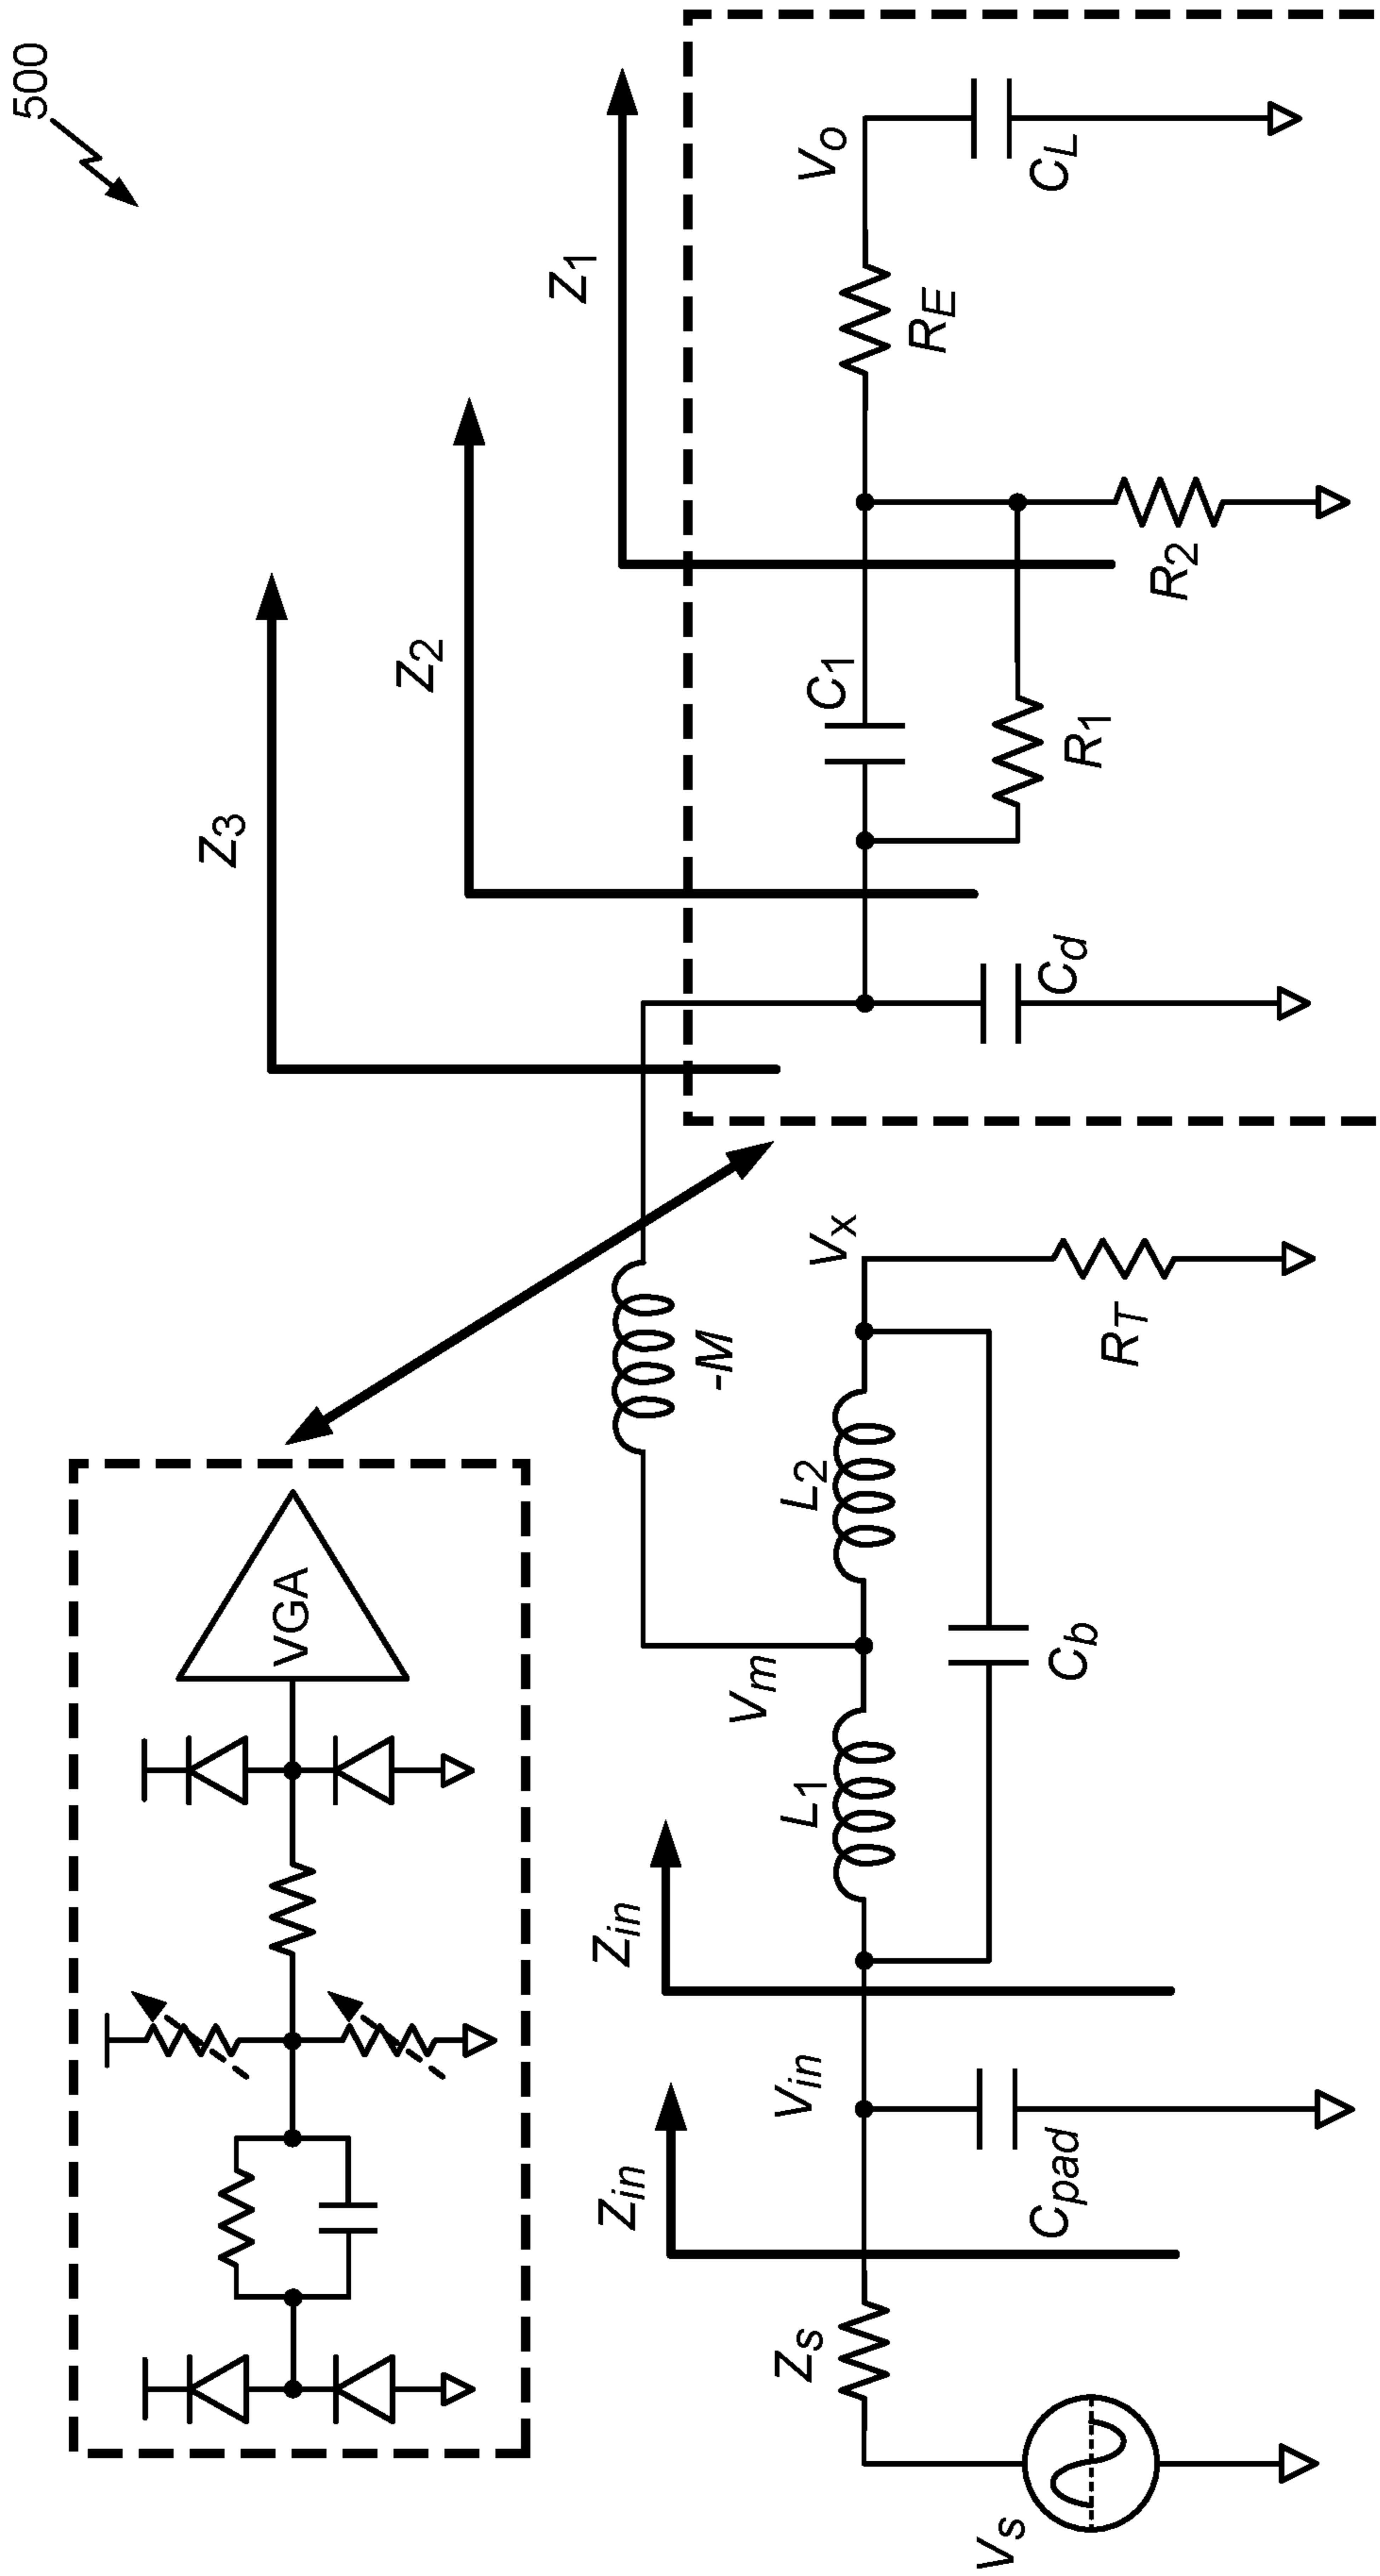 500
VGA
Z3
Z2
Z1
-M
Vs
Zs
Zin
Vin
Cpad
Zin
L1
Vm
L2
Cb
Vx
RT
Cd
C1
R1
R2
RE
Vo
CL